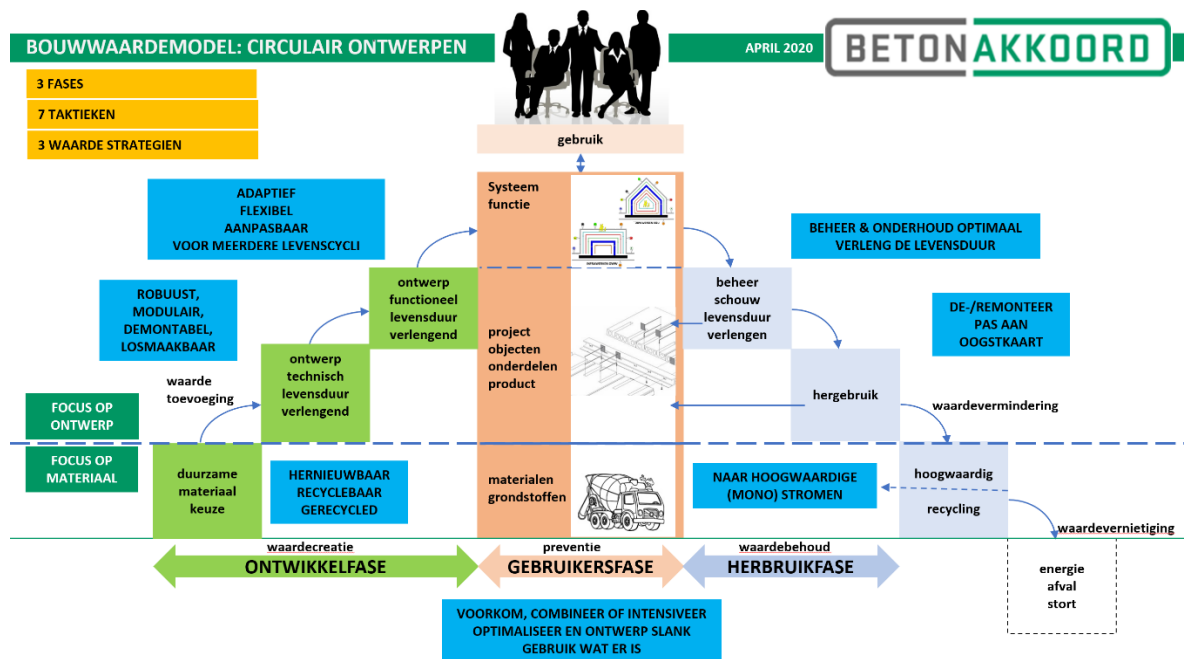 BOUWWAARDEMODEL: CIRCULAIR ONTWERPEN
APRIL 2020
BETONAKKOORD
3 FASES
7 TAKTIEKEN
3 WAARDE STRATEGIEN
gebruik
Systeem
functie
ADAPTIEF
FLEXIBEL
AANPASBAAR
VOOR MEERDERE LEVENSCYCLI
BEHEER & ONDERHOUD OPTIMAAL
VERLENG DE LEVENSDUUR
ontwerp
functioneel
levensduur
verlengend
beheer
schouw
levensduur
verlengen
ROBUUST,
MODULAIR,
DEMONTABEL,
LOSMAAKBAAR
project
objecten
onderdelen
product
DE-/REMONTEER
PAS AAN
OOGSTKAART
ontwerp
technisch
levensduur
verlengend
waarde
toevoeging
hergebruik
waardevermindering
FOCUS OP
ONTWERP
FOCUS OP
MATERIAAL
duurzame
materiaal
keuze
HERNIEUWBAAR
RECYCLEBAAR
GERECYCLED
materialen
grondstoffen
NAAR HOOGWAARDIGE
(MONO) STROMEN
hoogwaardig
recycling
waardevernietiging
waardecreatie
ONTWIKKELFASE
preventie
GEBRUIKERSFASE
waardebehoud
HERBRUIKFASE
energie
afval
stort
VOORKOM, COMBINEER OF INTENSIVEER
OPTIMALISEER EN ONTWERP SLANK
GEBRUIK WAT ER IS